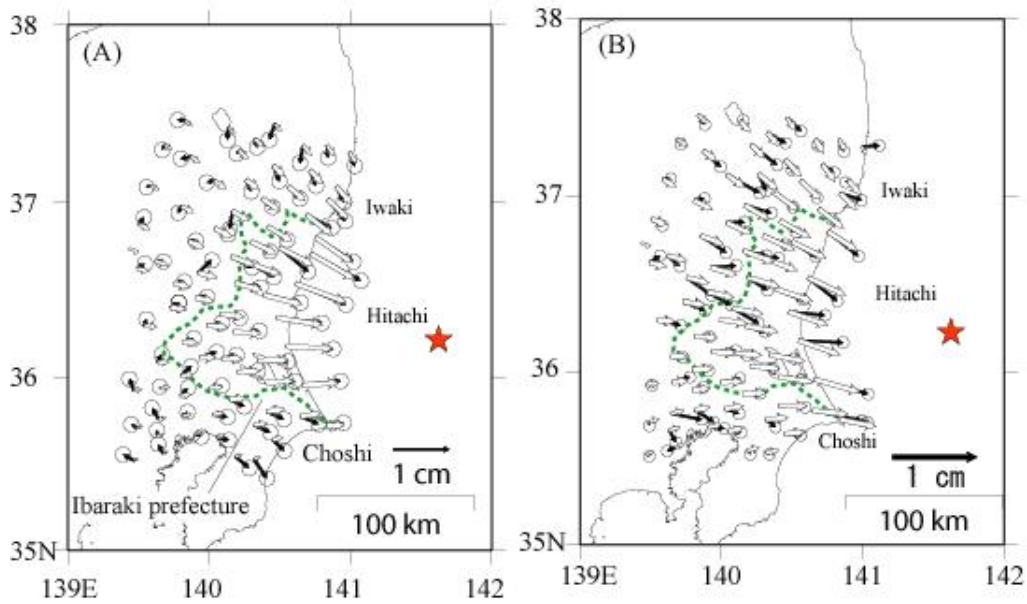 (A)
38
37
36
35N
139E
140
141
142
Iwaki
Hitachi
Choshi
Ibaraki prefecture
1 cm
100 km
(B)
38
37
36
35N
139E
140
141
142
Iwaki
Hitachi
Choshi
1 cm
100 km